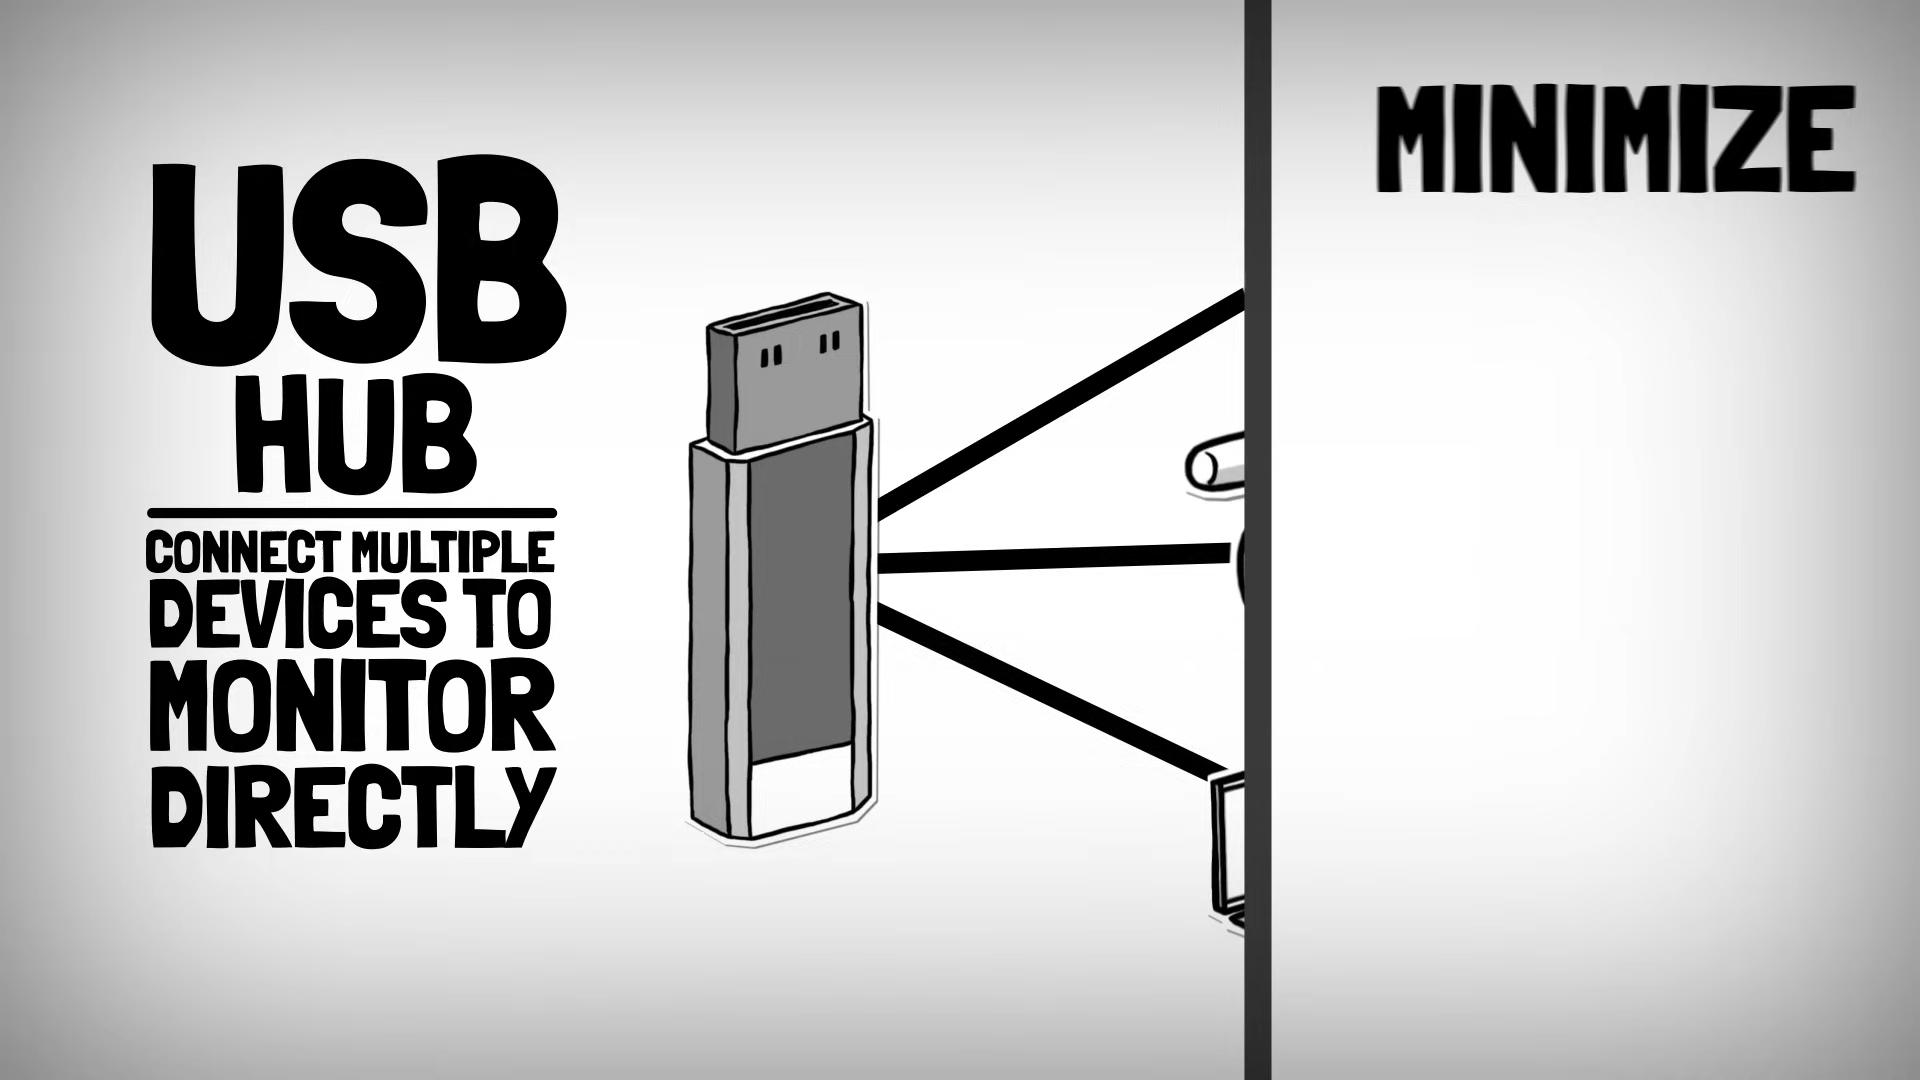 USB
HUB
CONNECT MULTIPLE
DEVICES TO
MONITOR
DIRECTLY
MINIMIZE